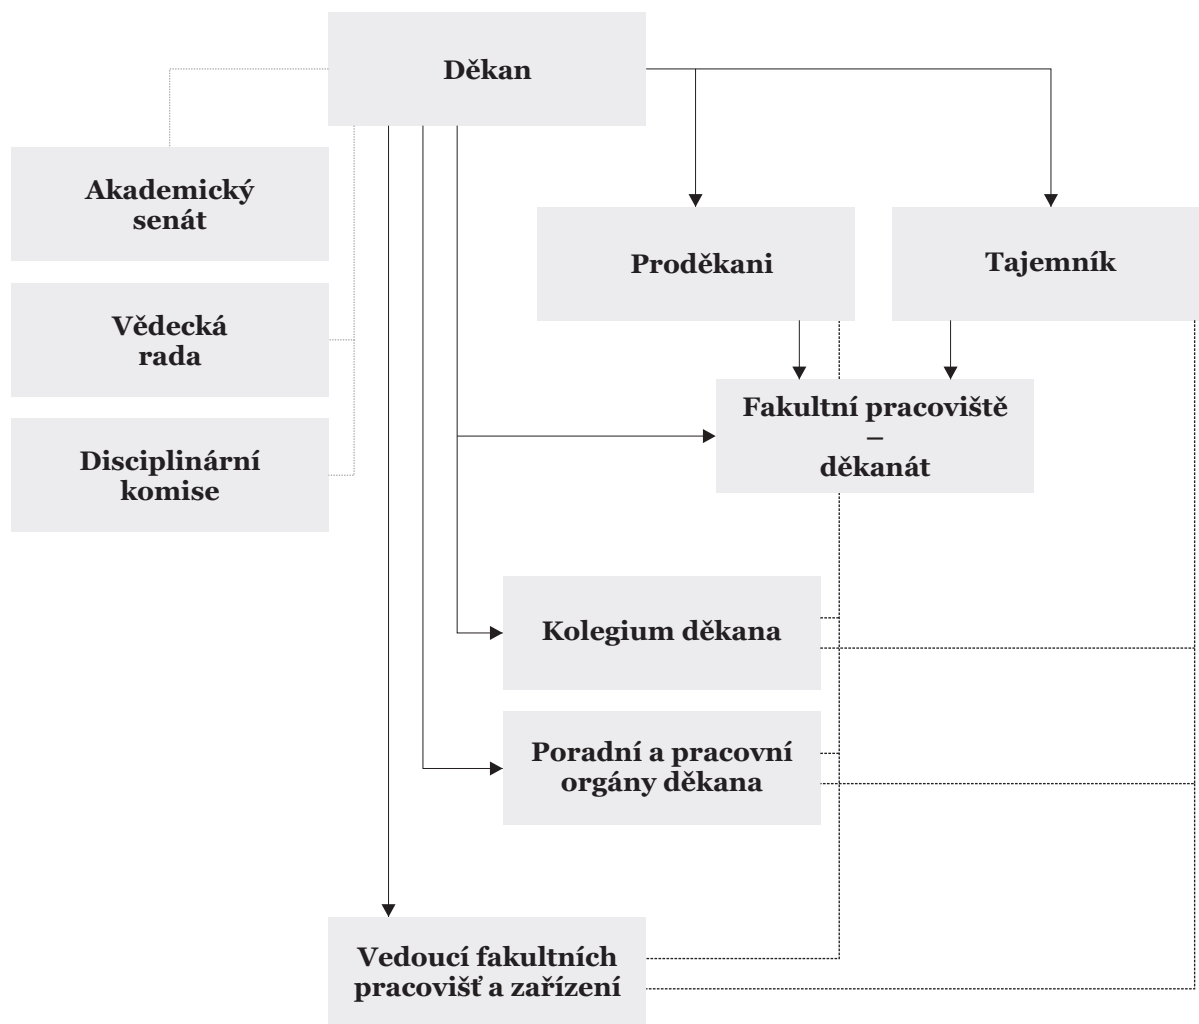 Děkan
Akademický
senát
Proděkani
Tajemník
Vědecká
rada
Fakultní pracoviště
–
děkanát
Disciplinární
komise
Kolegium děkana
Poradní a pracovní
orgány děkana
Vedoucí fakultních
pracovišť a zařízení